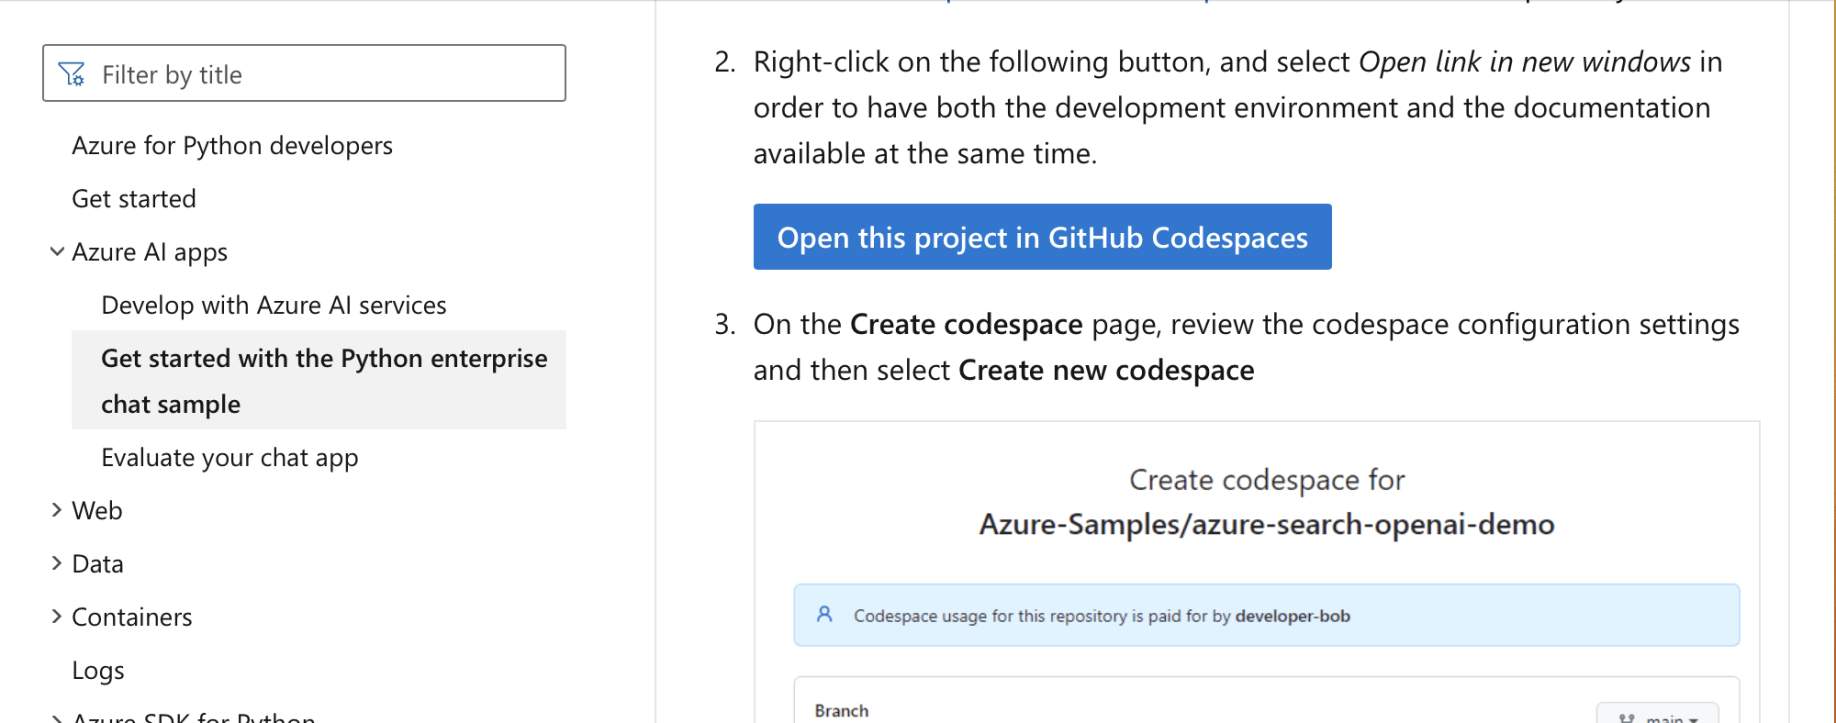 Filter by title
Azure for Python developers
Get started
Azure AI apps
Develop with Azure AI services
Get started with the Python enterprise
chat sample
Evaluate your chat app
Web
Data
Containers
Logs
Azure SDK for Python
2. Right-click on the following button, and select Open link in new windows in
order to have both the development environment and the documentation
available at the same time.
Open this project in GitHub Codespaces
3. On the Create codespace page, review the codespace configuration settings
and then select Create new codespace
Create codespace for
Azure-Samples/azure-search-openai-demo
Codespace usage for this repository is paid for by developer-bob
Branch
main